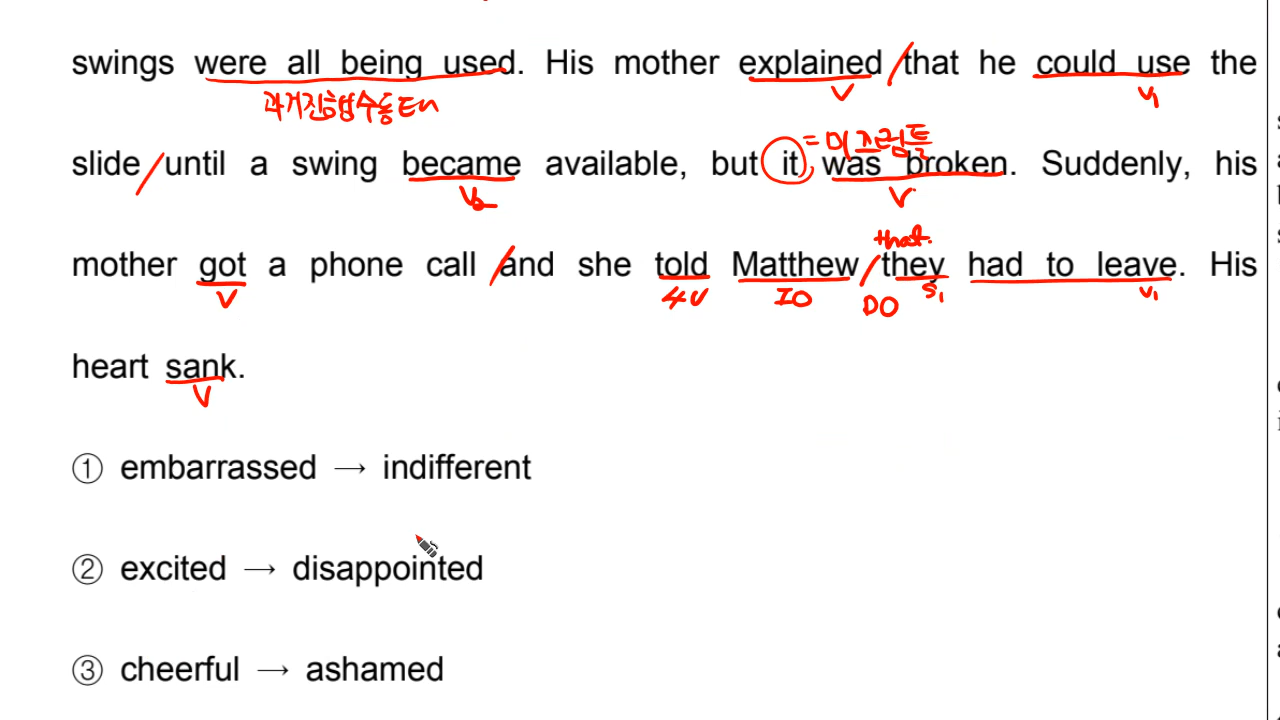 swings were all being used. His mother explained / that he could use the
과거진행수동태 V V₁
= 미끄럼틀
slide / until a swing became available, but it was broken. Suddenly, his
V₂ V
that
mother got a phone call / and she told Matthew / they had to leave. His
V 4V IO DO S₁ V₁
heart sank.
V
① embarrassed → indifferent
② excited → disappointed
③ cheerful → ashamed